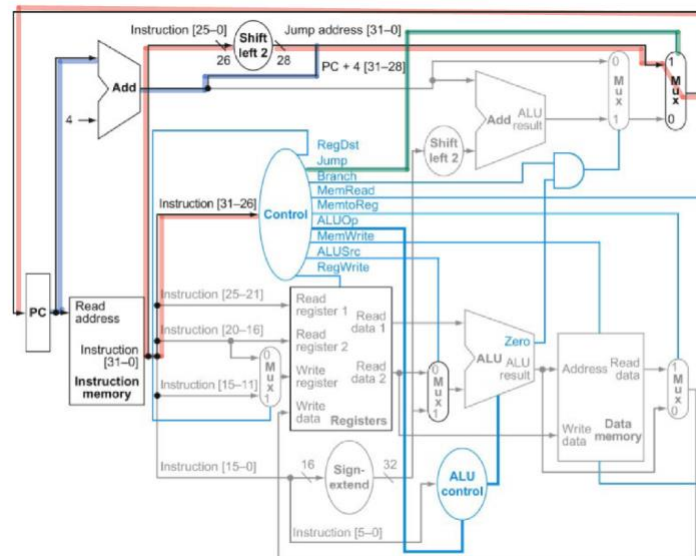 Instruction [25–0]
Shift
left 2
Jump address [31–0]
26
28
PC + 4 [31–28]
Add
4
0
M
u
x
1
1
M
u
x
0
Add
ALU
result
Shift
left 2
RegDst
Jump
Branch
MemRead
MemtoReg
ALUOp
MemWrite
ALUSrc
RegWrite
Control
Instruction [31–26]
PC
Read
address
Instruction
[31–0]
Instruction
memory
Instruction [25–21]
Instruction [20–16]
Instruction [15–11]
Instruction [15–0]
0
M
u
x
1
Read
register 1
Read
register 2
Write
register
Write
data
Read
data 1
Read
data 2
Registers
0
M
u
x
1
Zero
ALU
ALU
result
Address
Read
data
Write
data
Data
memory
1
M
u
x
0
16
Sign-
extend
32
ALU
control
Instruction [5–0]